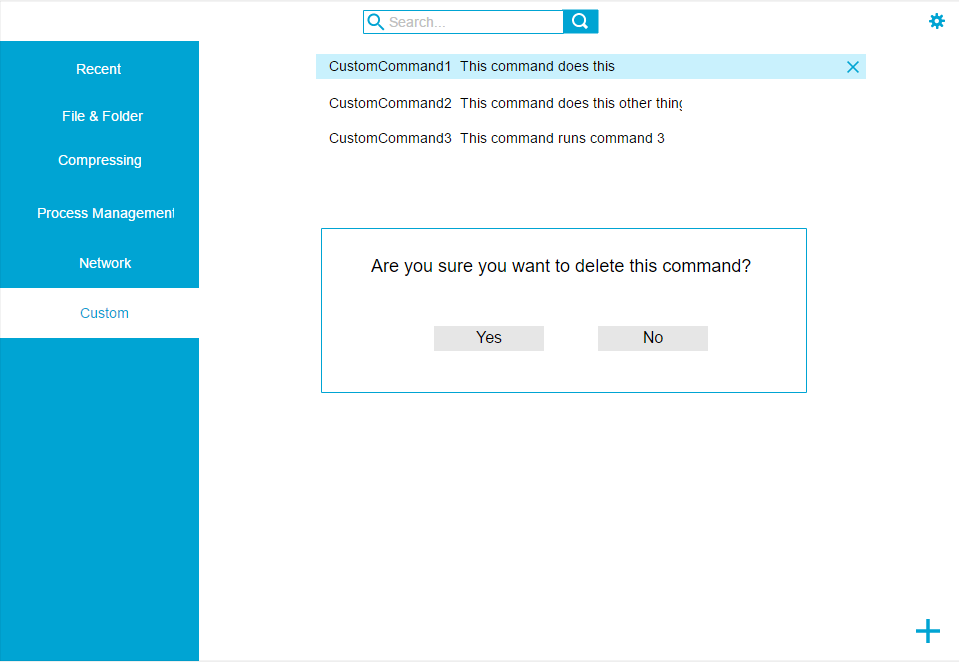 Search...
Recent
File & Folder
Compressing
Process Management
Network
Custom
CustomCommand1 This command does this
CustomCommand2 This command does this other thing
CustomCommand3 This command runs command 3
Are you sure you want to delete this command?
Yes No